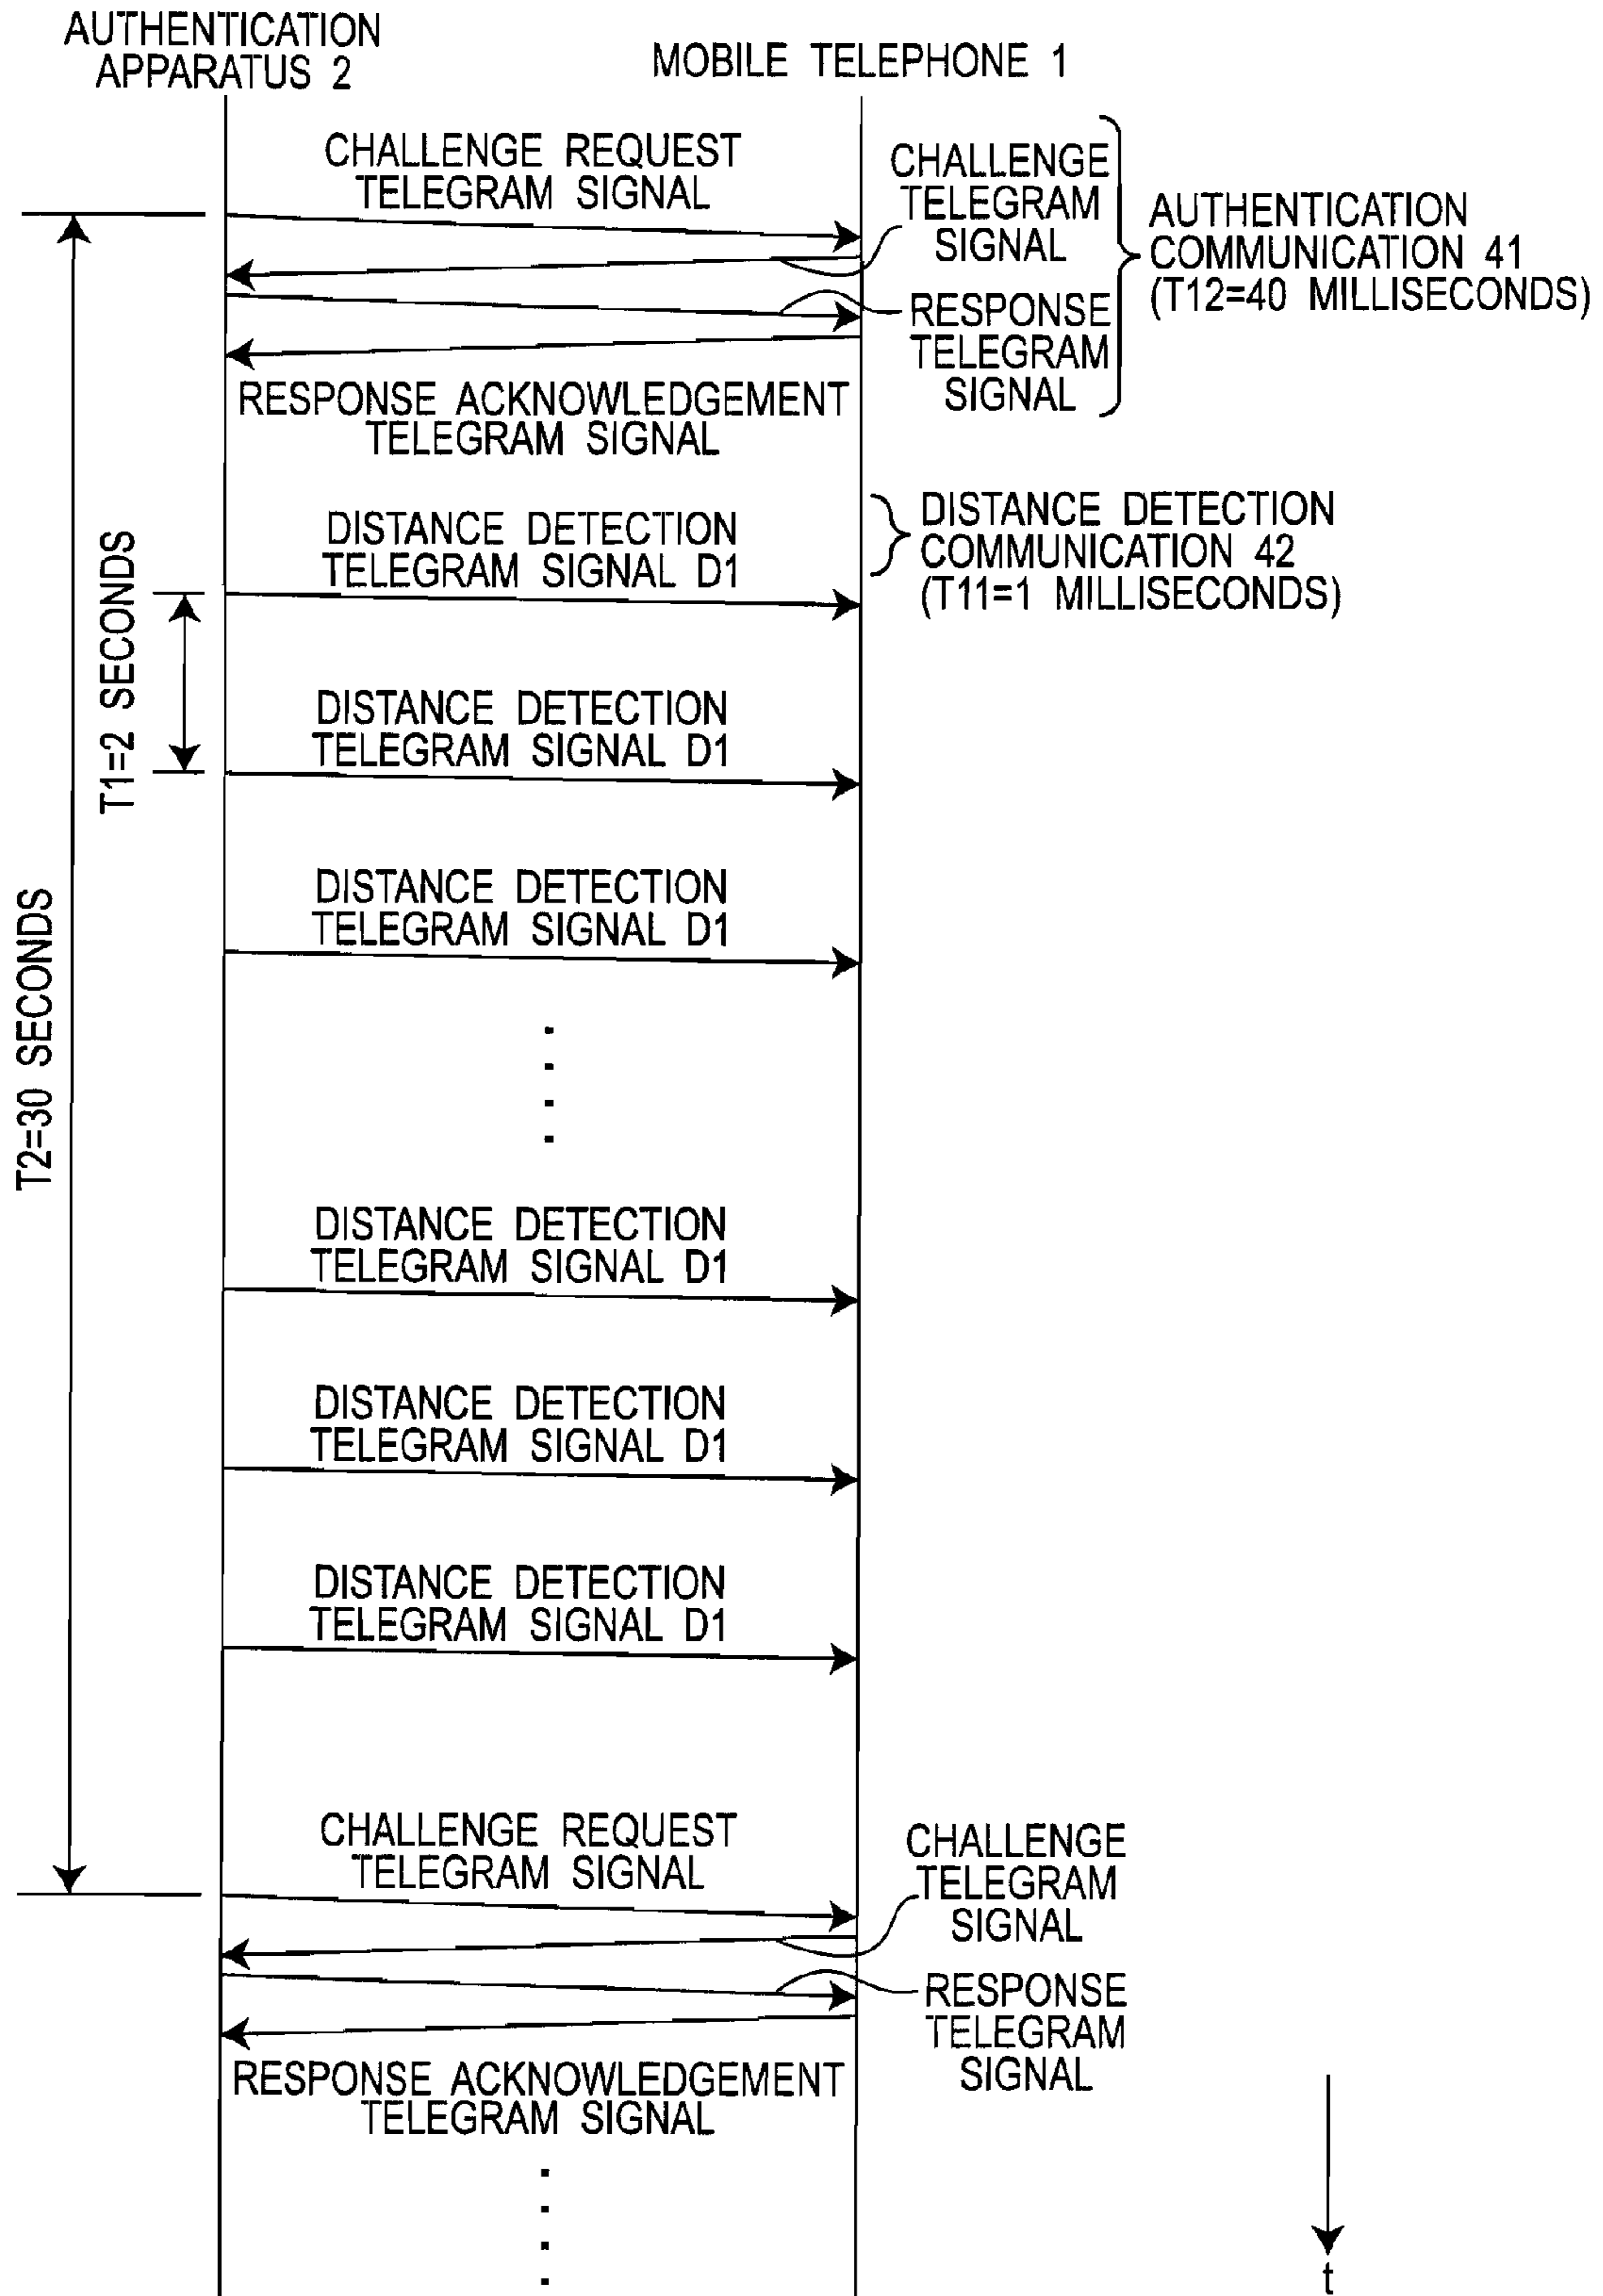 AUTHENTICATION
APPARATUS 2
MOBILE TELEPHONE 1
CHALLENGE REQUEST
TELEGRAM SIGNAL
CHALLENGE
TELEGRAM
SIGNAL
AUTHENTICATION
COMMUNICATION 41
(T12=40 MILLISECONDS)
RESPONSE
TELEGRAM
SIGNAL
RESPONSE ACKNOWLEDGEMENT
TELEGRAM SIGNAL
DISTANCE DETECTION
TELEGRAM SIGNAL D1
DISTANCE DETECTION
COMMUNICATION 42
(T11=1 MILLISECONDS)
T1=2 SECONDS
DISTANCE DETECTION
TELEGRAM SIGNAL D1
DISTANCE DETECTION
TELEGRAM SIGNAL D1
T2=30 SECONDS
DISTANCE DETECTION
TELEGRAM SIGNAL D1
DISTANCE DETECTION
TELEGRAM SIGNAL D1
DISTANCE DETECTION
TELEGRAM SIGNAL D1
CHALLENGE REQUEST
TELEGRAM SIGNAL
CHALLENGE
TELEGRAM
SIGNAL
RESPONSE
TELEGRAM
SIGNAL
RESPONSE ACKNOWLEDGEMENT
TELEGRAM SIGNAL
t